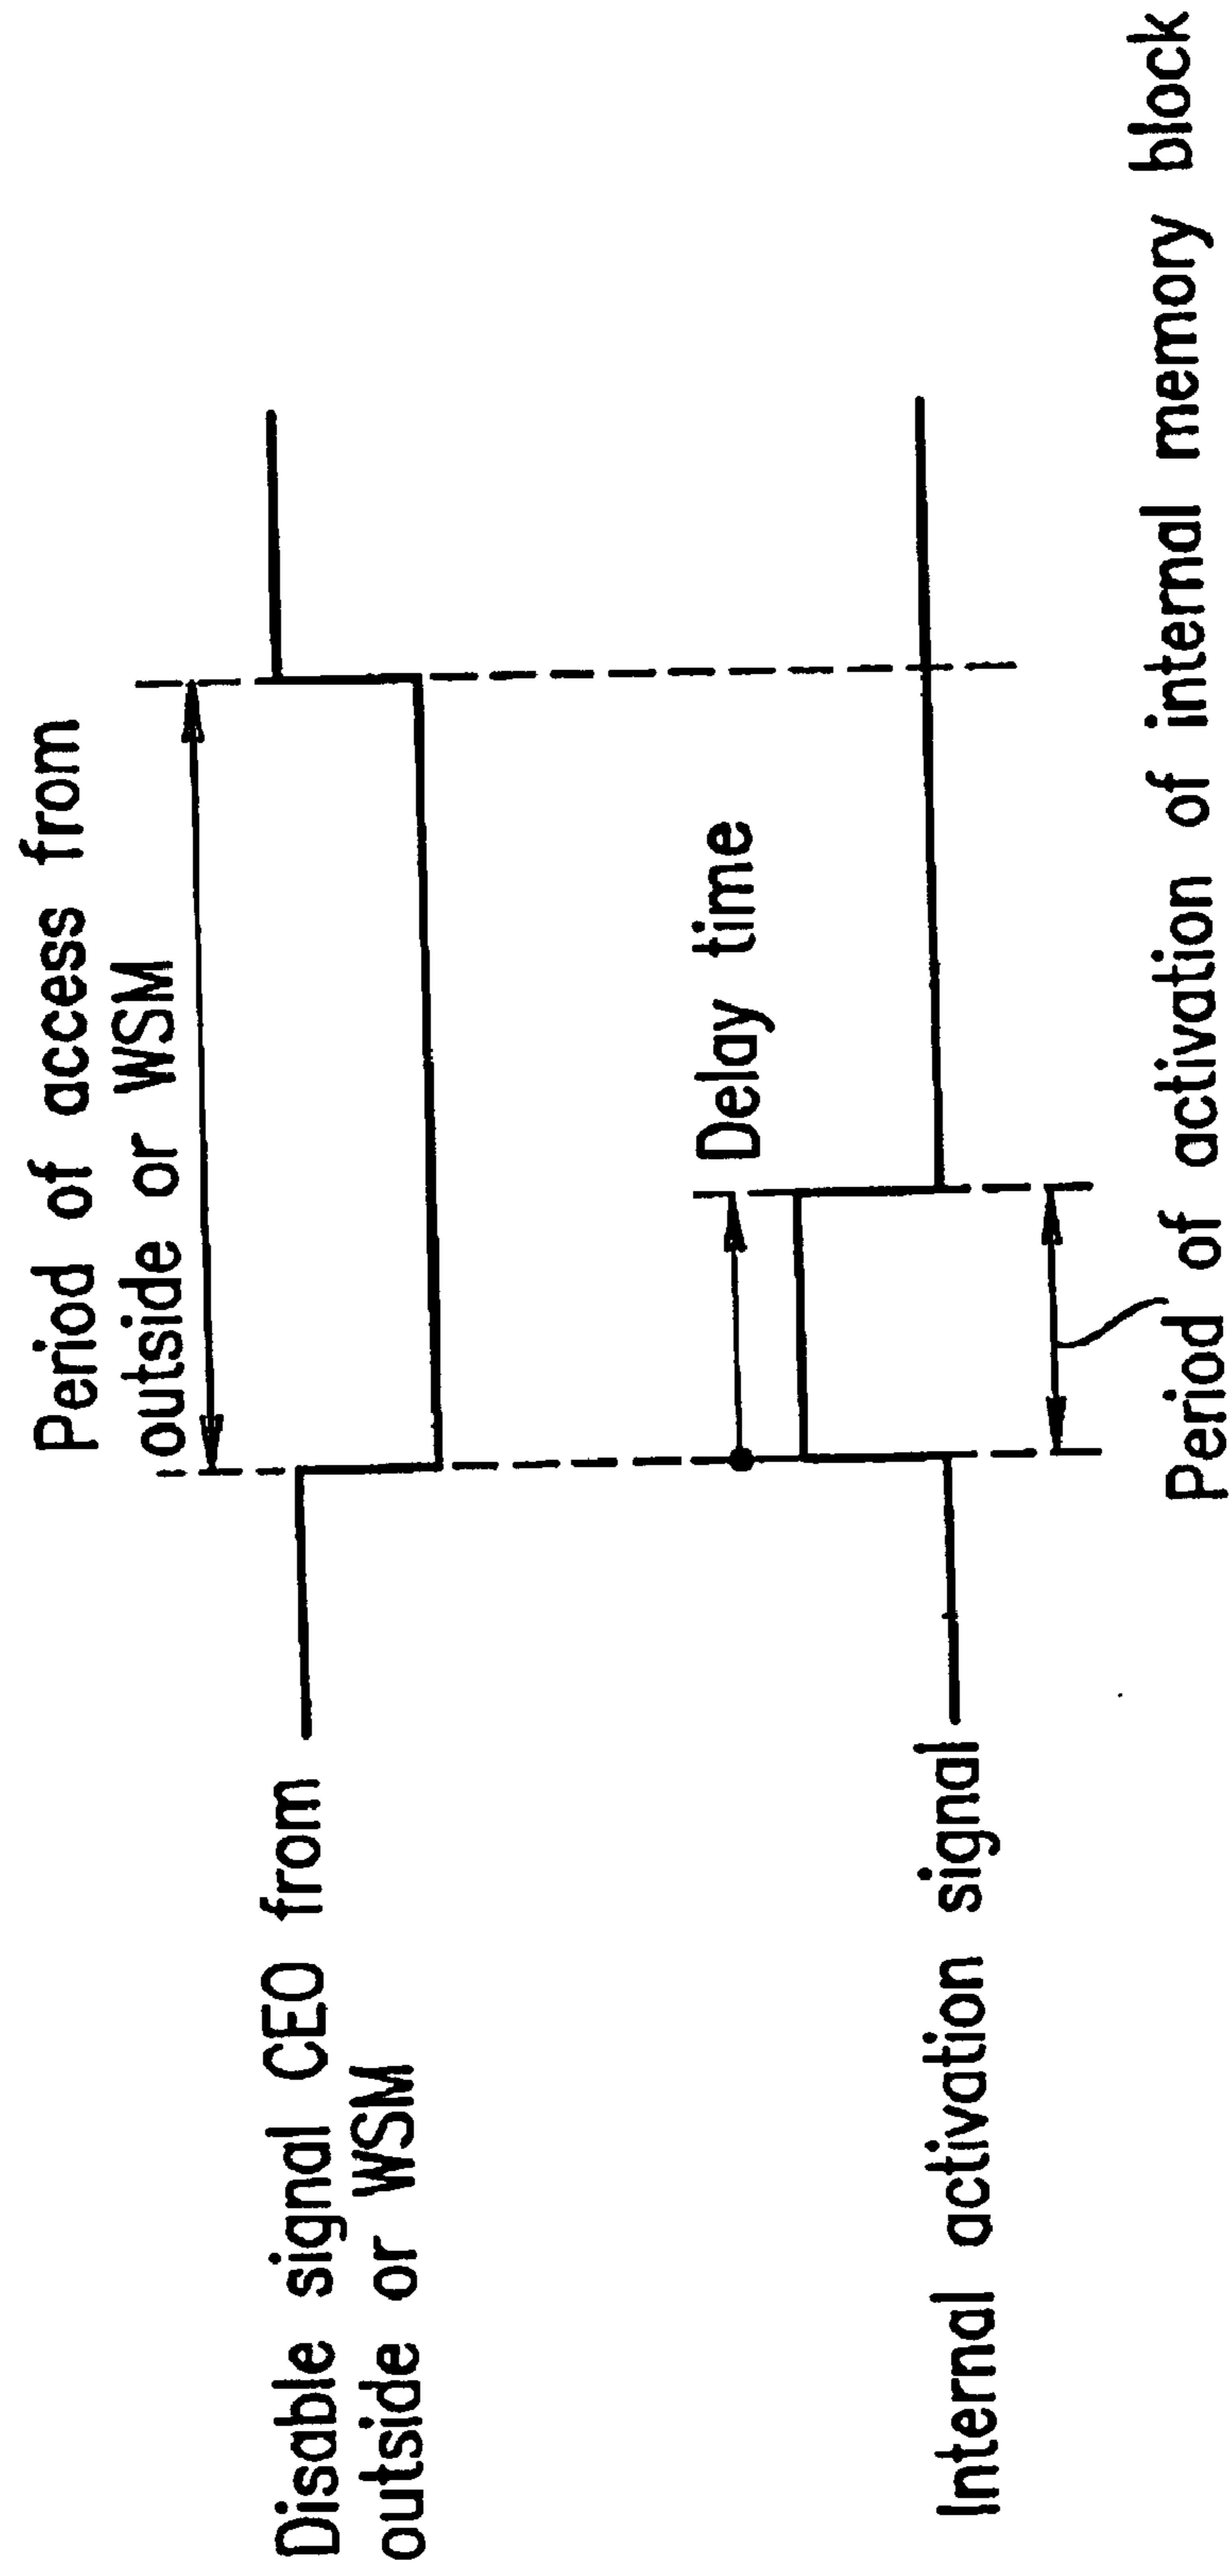 Period of access from
outside or WSM
Disable signal CEO from
outside or WSM
Delay time
Internal activation signal
Period of activation of internal memory block